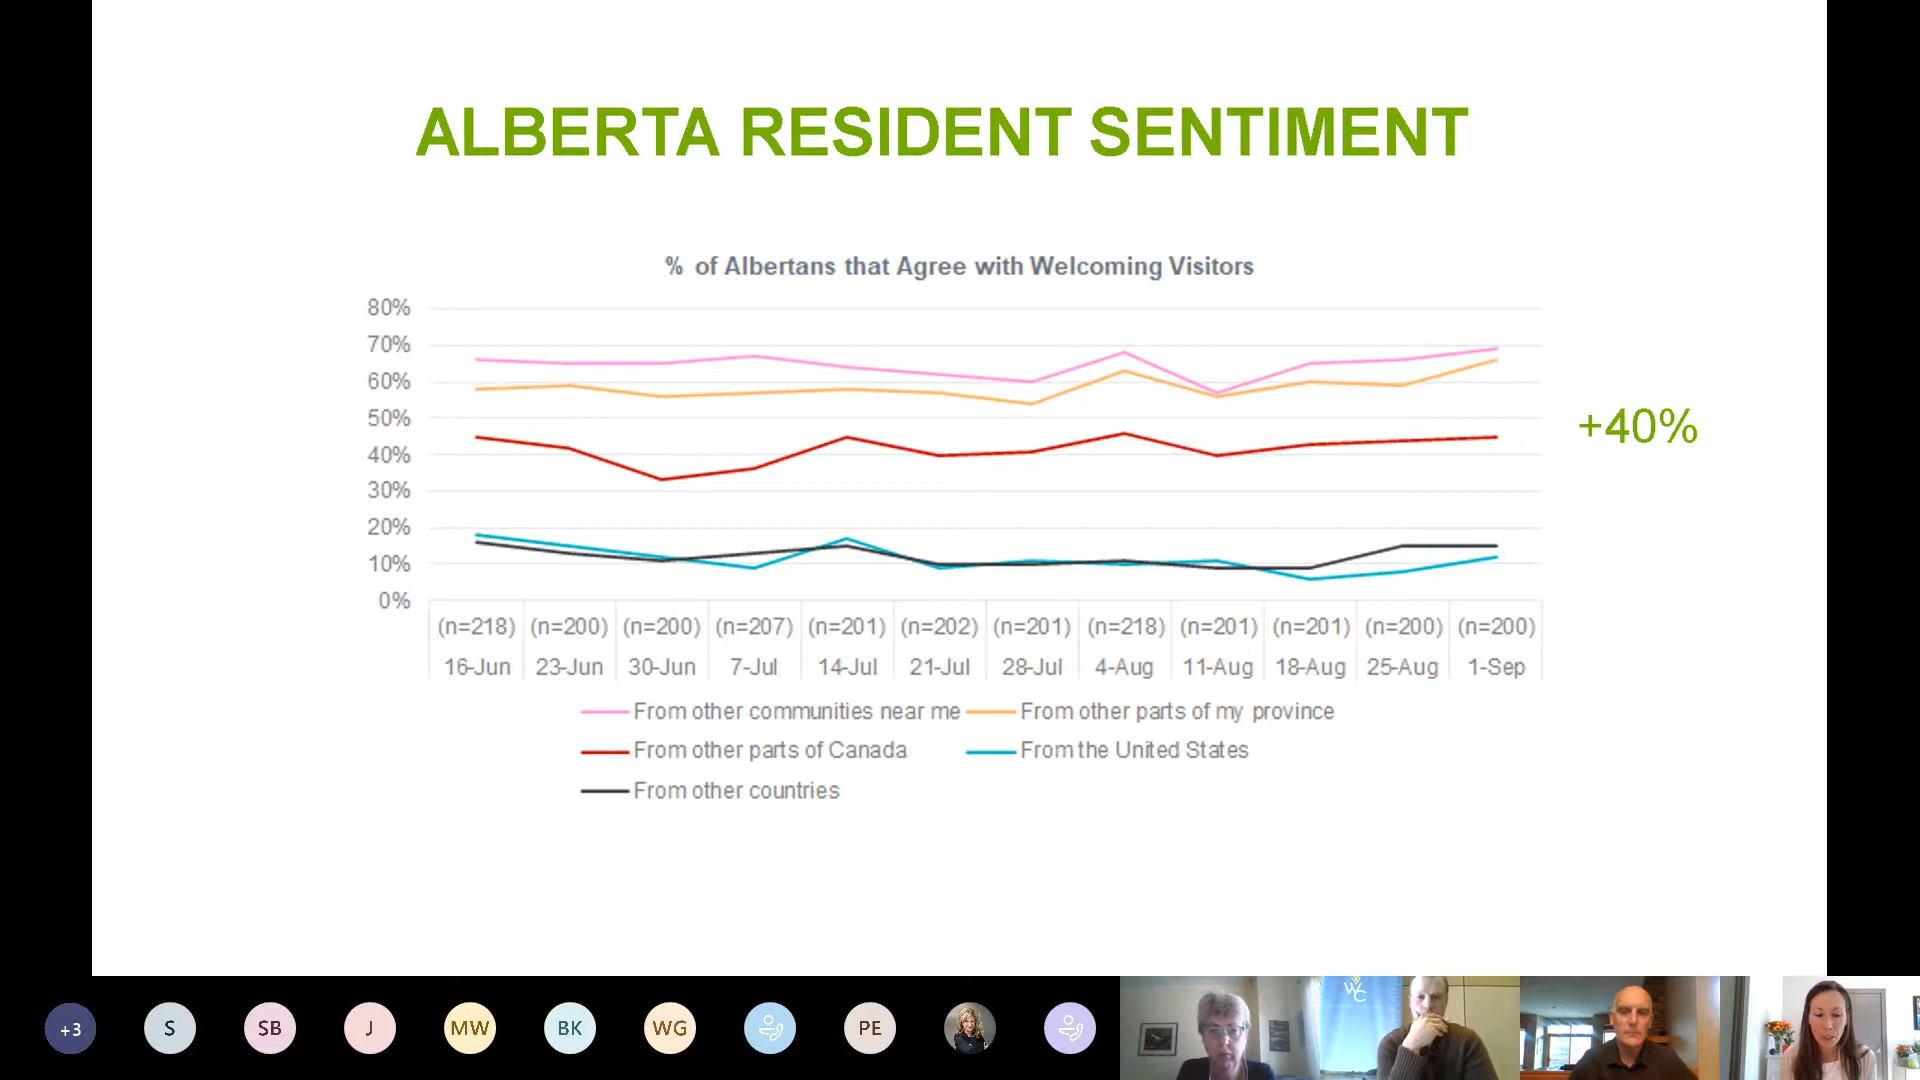 ALBERTA RESIDENT SENTIMENT
% of Albertans that Agree with Welcoming Visitors
80%
70%
60%
50%
40%
30%
20%
10%
0%
+40%
(n=218) (n=200) (n=200) (n=207) (n=201) (n=202) (n=201) (n=218) (n=201) (n=201) (n=200) (n=200)
16-Jun 23-Jun 30-Jun 7-Jul 14-Jul 21-Jul 28-Jul 4-Aug 11-Aug 18-Aug 25-Aug 1-Sep
From other communities near me From other parts of my province
From other parts of Canada From the United States
From other countries
+3 S SB J MW BK WG PE
WC